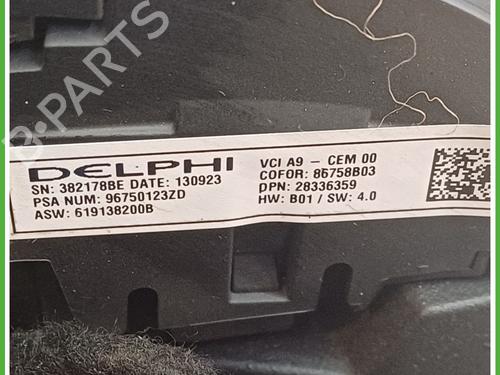 B-PARTS
DELPHI
SN: 382178BE DATE: 130923
PSA NUM: 96750123ZD
ASW: 619138200B
VCI A9 - CEM 00
COFOR: 86758B03
DPN: 28336359
HW: B01 / SW: 4.0